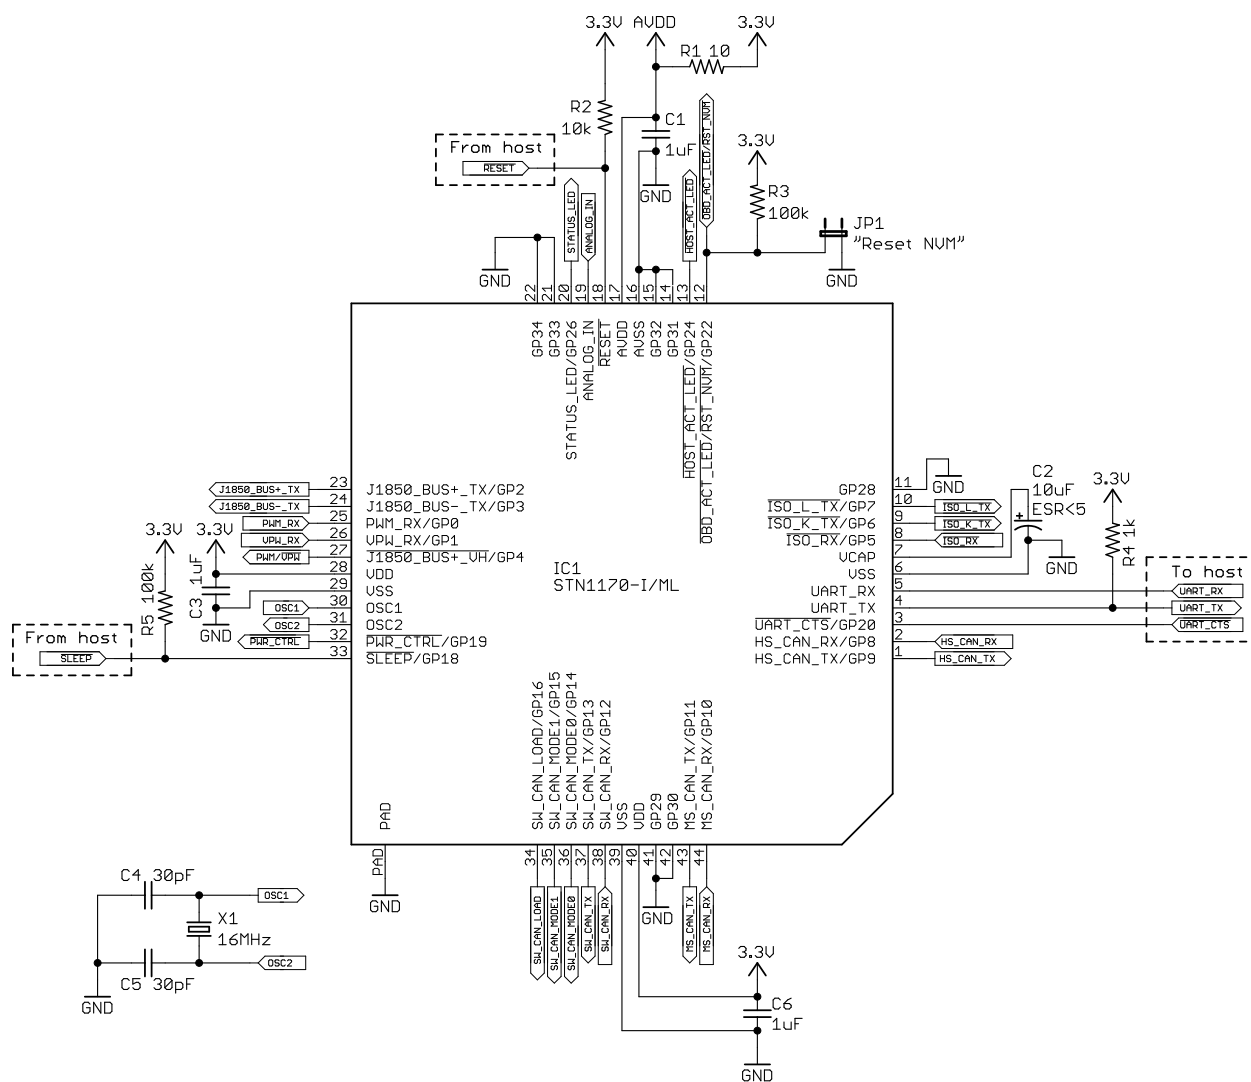 3.3V AVDD 3.3V
R1 10
R2
10k
C1
1uF
From host
RESET
STATUS_LED
ANALOG_IN
HOST_ACT_LED
OBD_ACT_LED/RST_NVM
3.3V
R3
100k
JP1
"Reset NVM"
GND
GND
GND
22
21
20
19
18
17
16
15
14
13
12
GP34
GP33
STATUS_LED/GP26
ANALOG_IN
RESET
AVDD
AVSS
GP32
GP31
HOST_ACT_LED/GP24
OBD_ACT_LED/RST_NVM/GP22
J1850_BUS+_TX 23 J1850_BUS+_TX/GP2
J1850_BUS-_TX 24 J1850_BUS-_TX/GP3
PWM_RX 25 PWM_RX/GP0
VPW_RX 26 VPW_RX/GP1
PWM/VPW 27 J1850_BUS+_VH/GP4
28 VDD
29 VSS
OSC1 30 OSC1
OSC2 31 OSC2
PWR_CTRL 32 PWR_CTRL/GP19
33 SLEEP/GP18
3.3V
3.3V
R5 100k
C3 1uF
GND
From host
SLEEP
IC1
STN1170-I/ML
GP28 11
ISO_L_TX/GP7 10 ISO_L_TX
ISO_K_TX/GP6 9 ISO_K_TX
ISO_RX/GP5 8 ISO_RX
VCAP 7
VSS 6
UART_RX 5
UART_TX 4
UART_CTS/GP20 3
HS_CAN_RX/GP8 2 HS_CAN_RX
HS_CAN_TX/GP9 1 HS_CAN_TX
GND
C2
10uF
ESR<5
GND
3.3V
R4 1k
To host
UART_RX
UART_TX
UART_CTS
PAD
SW_CAN_LOAD/GP16
SW_CAN_MODE1/GP15
SW_CAN_MODE0/GP14
SW_CAN_TX/GP13
SW_CAN_RX/GP12
VSS
VDD
GP29
GP30
MS_CAN_TX/GP11
MS_CAN_RX/GP10
PAD
34
35
36
37
38
39
40
41
42
43
44
GND
SW_CAN_LOAD
SW_CAN_MODE1
SW_CAN_MODE0
SW_CAN_TX
SW_CAN_RX
GND
MS_CAN_TX
MS_CAN_RX
C4 30pF
OSC1
X1
16MHz
OSC2
C5 30pF
GND
3.3V
C6
1uF
GND